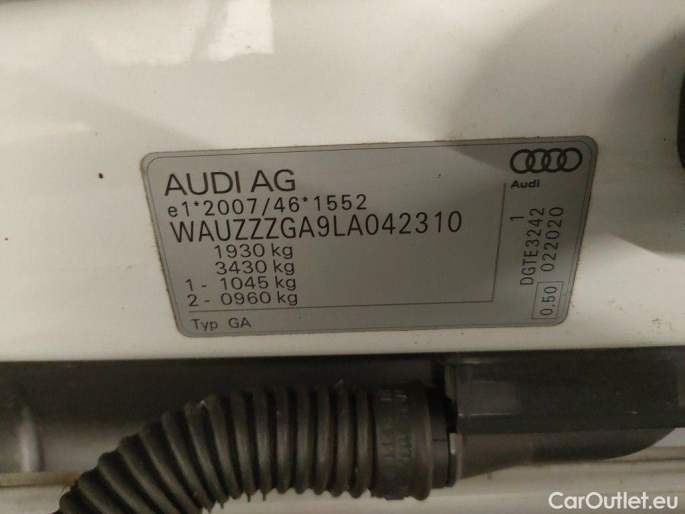 AUDI AG
Audi
e1*2007/46*1552
WAUZZZGA9LA042310
1930 kg
3430 kg
1 - 1045 kg
2 - 0960 kg
Typ GA
1
DGTE3242
0,50 022020
CarOutlet.eu